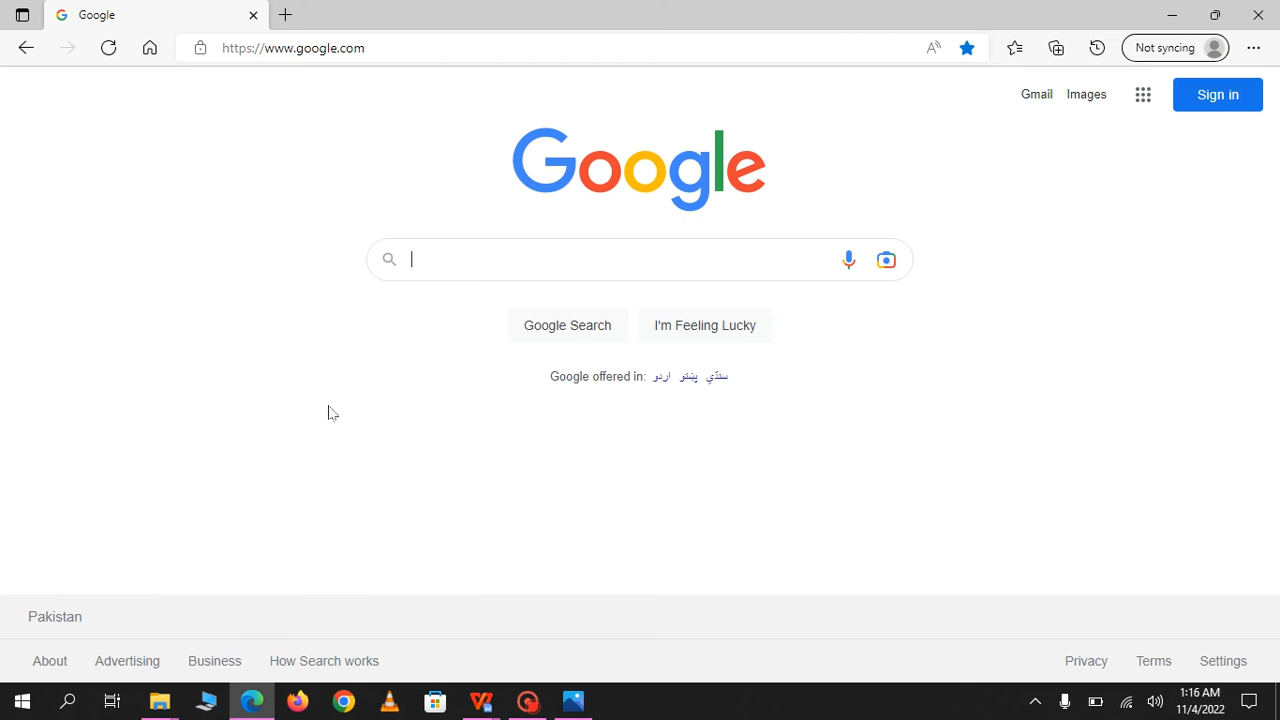 Google
https://www.google.com
Not syncing
Gmail Images Sign in
Google
Google Search I'm Feeling Lucky
Google offered in: اردو پښتو سنڌي
Pakistan
About Advertising Business How Search works Privacy Terms Settings
1:16 AM
11/4/2022